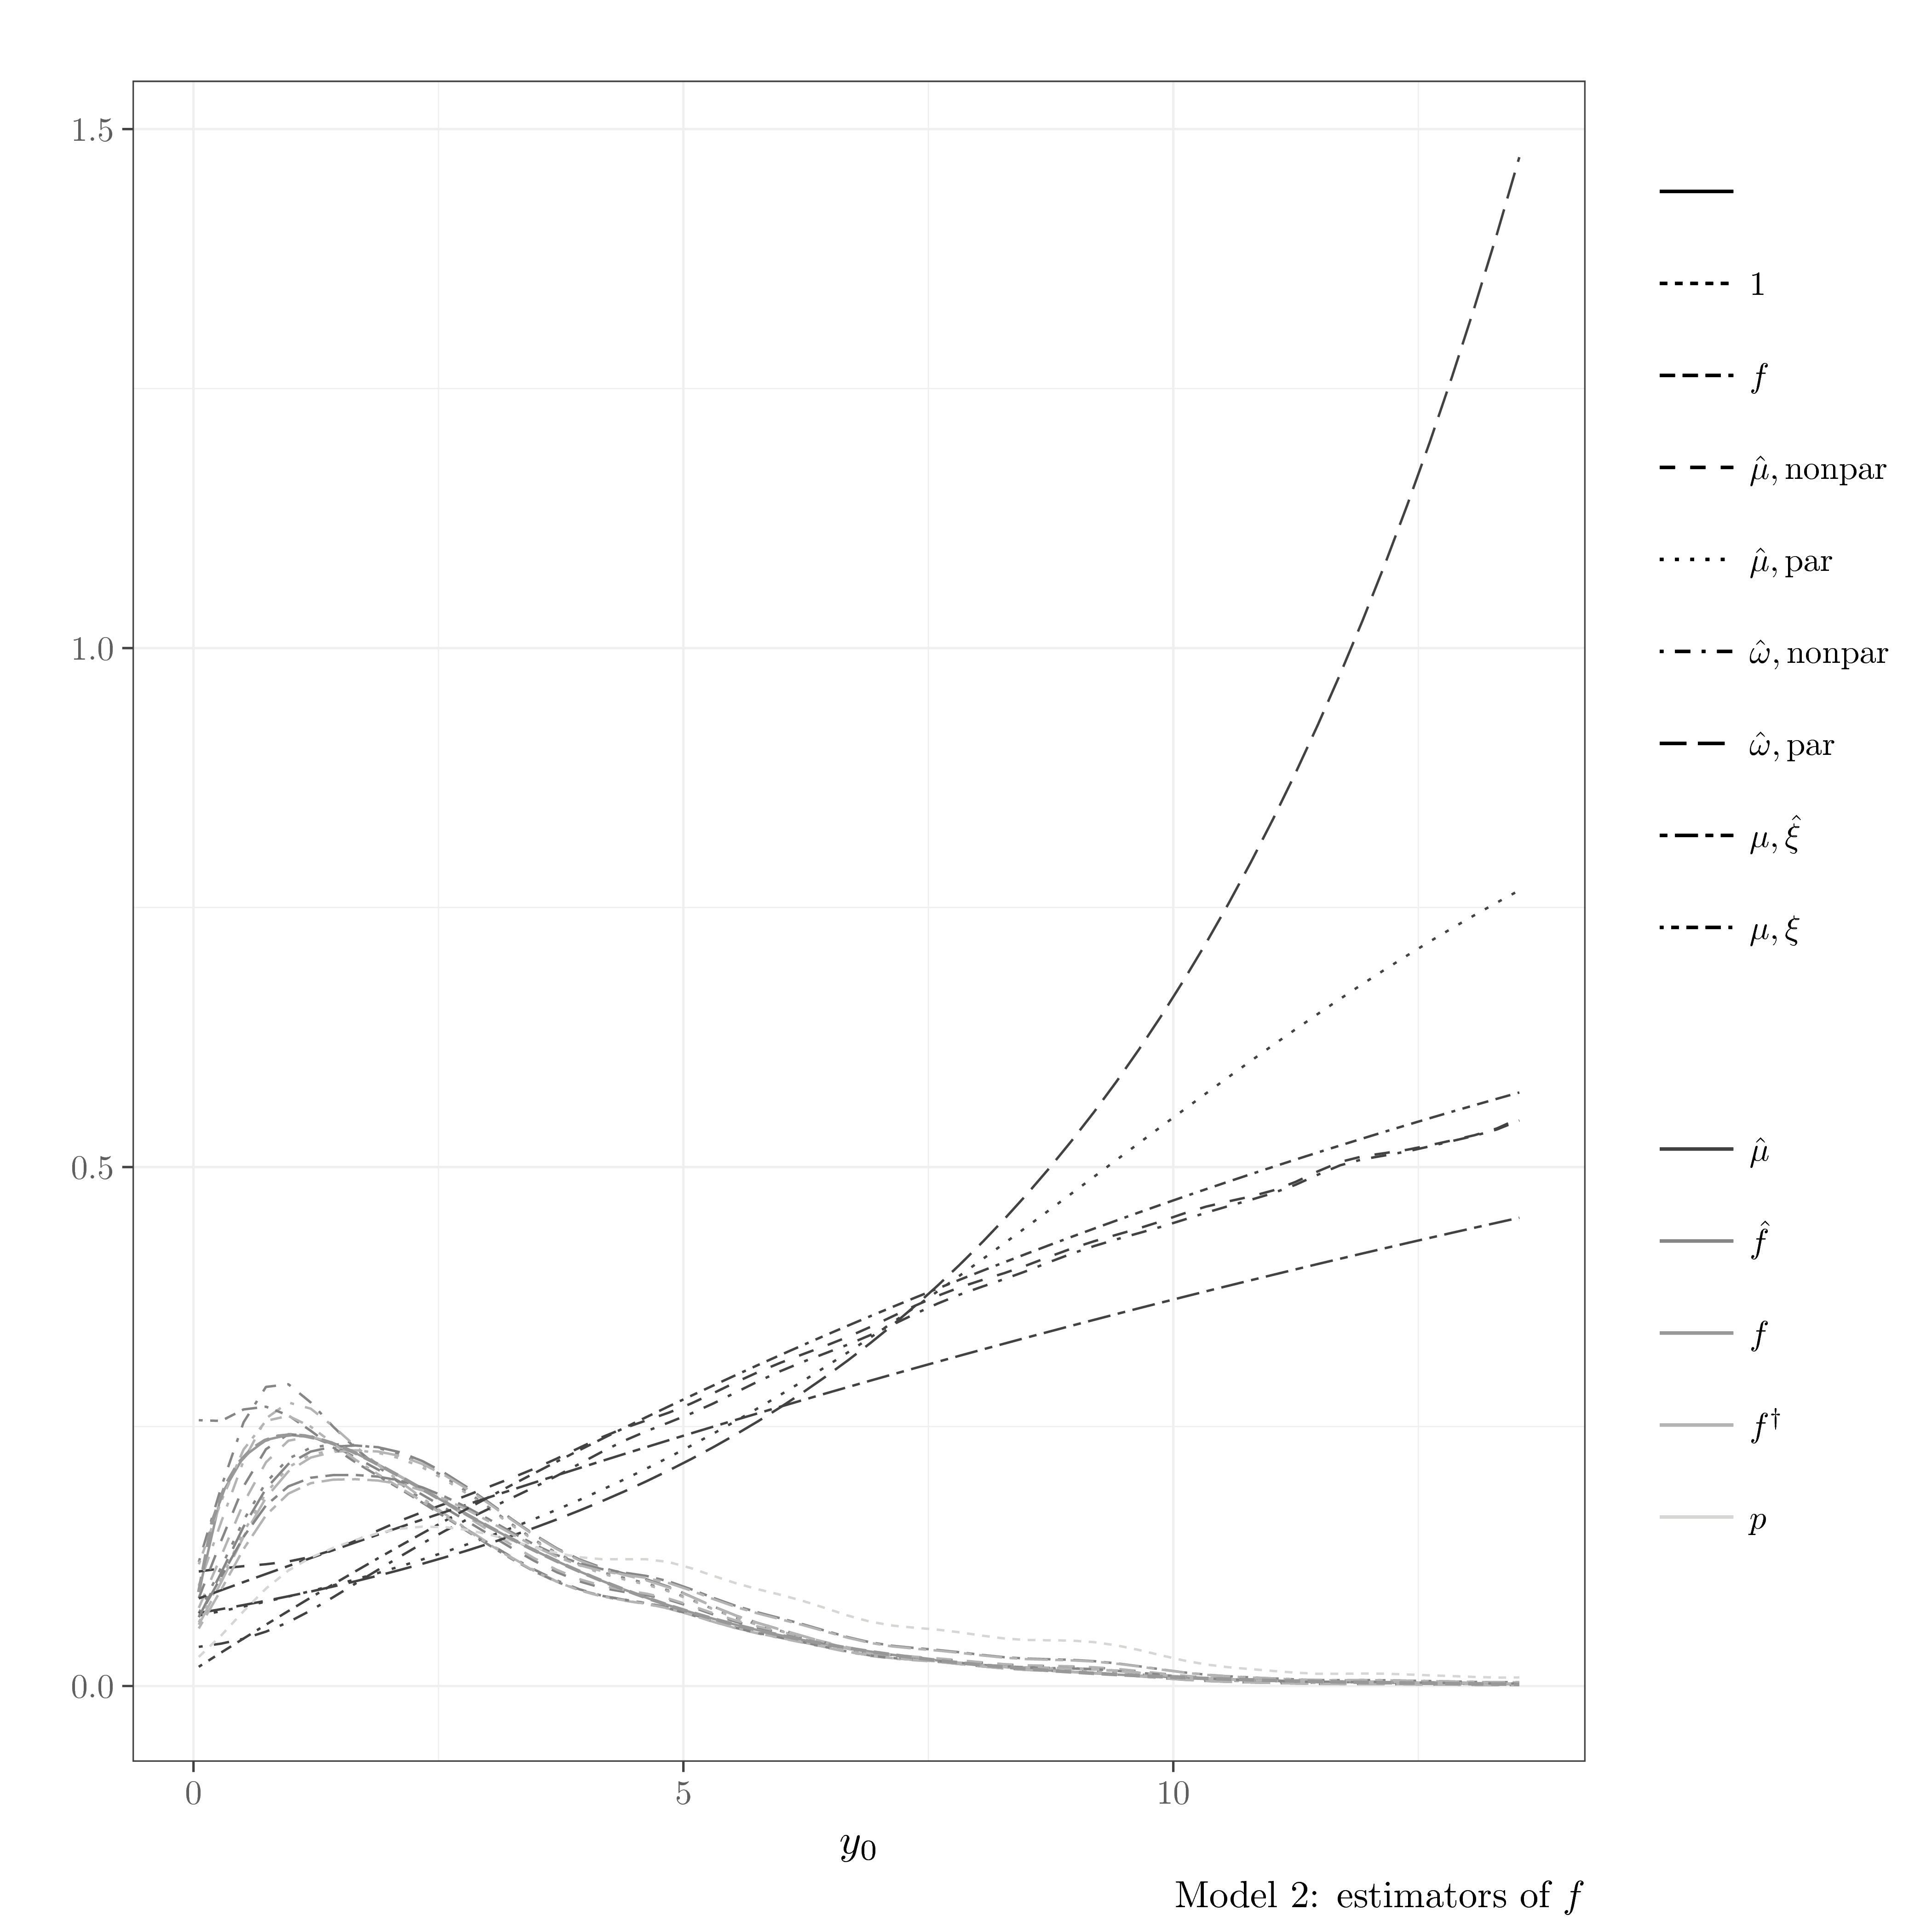 1.5
1.0
0.5
0.0
0
5
10
y₀
Model 2: estimators of f
1
f
μ̂, nonpar
μ̂, par
ω̂, nonpar
ω̂, par
μ, ξ̂
μ, ξ
μ̂
f̂
f
f†
p